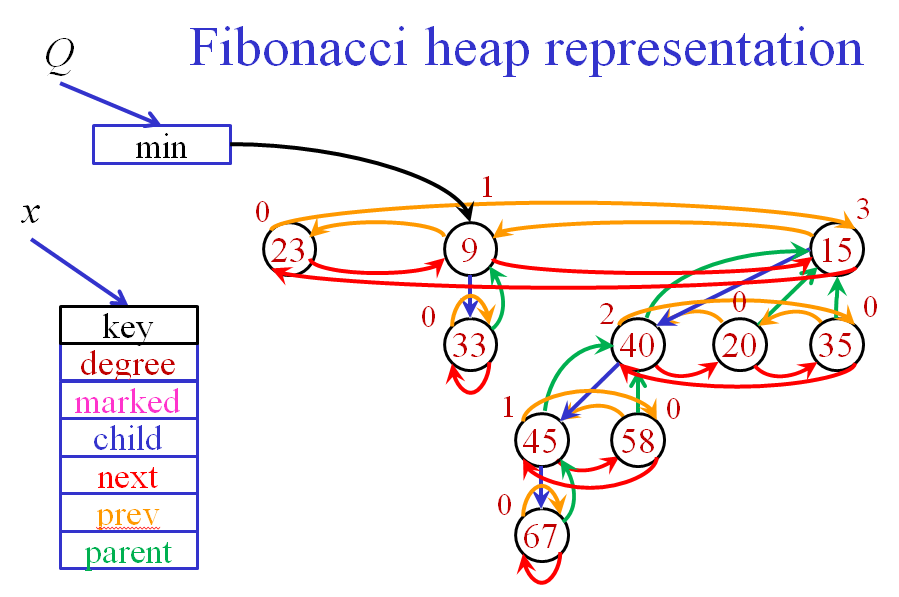 Fibonacci heap representation
Q
min
x
key
degree
marked
child
next
prev
parent
0
1
3
23
9
15
0
2
0
0
33
40
20
35
1
0
45
58
0
67